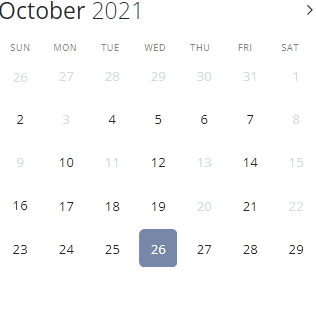 October 2021
SUN MON TUE WED THU FRI SAT
26 27 28 29 30 31 1
2 3 4 5 6 7 8
9 10 11 12 13 14 15
16 17 18 19 20 21 22
23 24 25 26 27 28 29